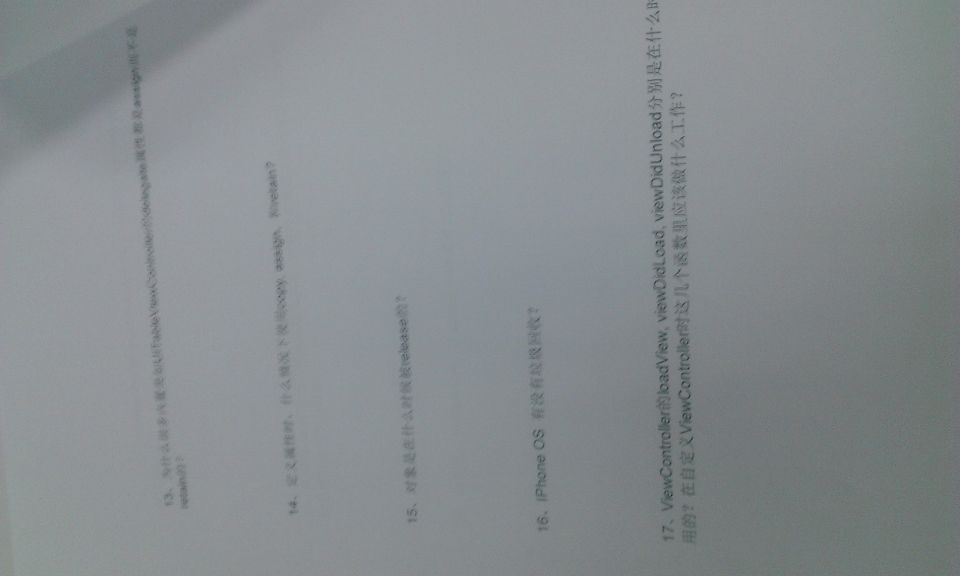 13、为什么很多内置类如UITableViewController的delegate属性都是assign而不是
retain的？
14、定义属性时，什么情况下使用copy, assign, 和retain？
15、对象是在什么时候被release的？
16、iPhone OS 有没有垃圾回收？
17、ViewController的loadView, viewDidLoad, viewDidUnload分别是在什么时
用的？在自定义ViewController时这几个函数里应该做什么工作？